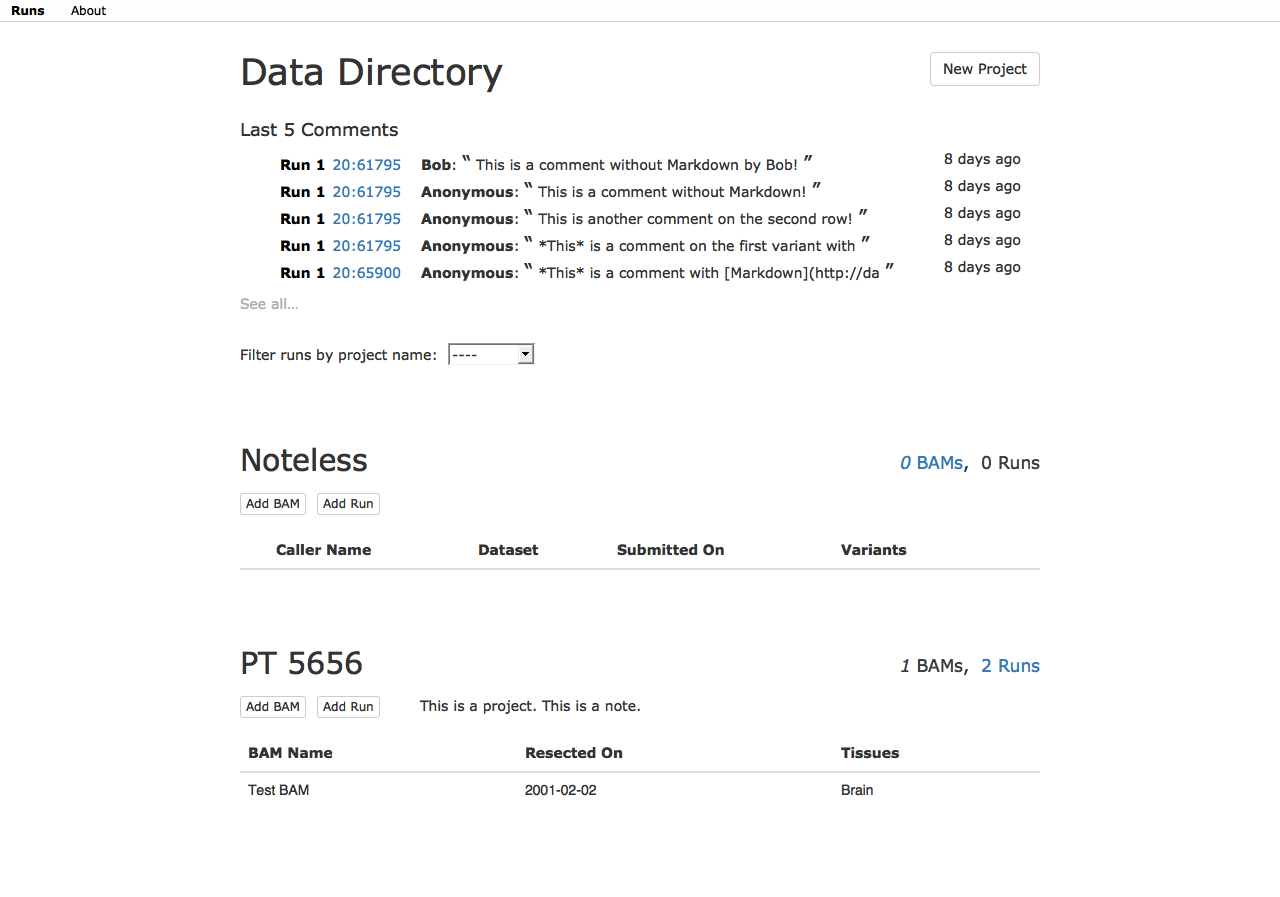 Runs About
Data Directory New Project
Last 5 Comments
Run 1 20:61795 Bob: “ This is a comment without Markdown by Bob! ” 8 days ago
Run 1 20:61795 Anonymous: “ This is a comment without Markdown! ” 8 days ago
Run 1 20:61795 Anonymous: “ This is another comment on the second row! ” 8 days ago
Run 1 20:61795 Anonymous: “ *This* is a comment on the first variant with ” 8 days ago
Run 1 20:65900 Anonymous: “ *This* is a comment with [Markdown](http://da ” 8 days ago
See all...
Filter runs by project name: ----
Noteless 0 BAMs, 0 Runs
Add BAM Add Run
Caller Name Dataset Submitted On Variants
PT 5656 1 BAMs, 2 Runs
Add BAM Add Run This is a project. This is a note.
BAM Name Resected On Tissues
Test BAM 2001-02-02 Brain